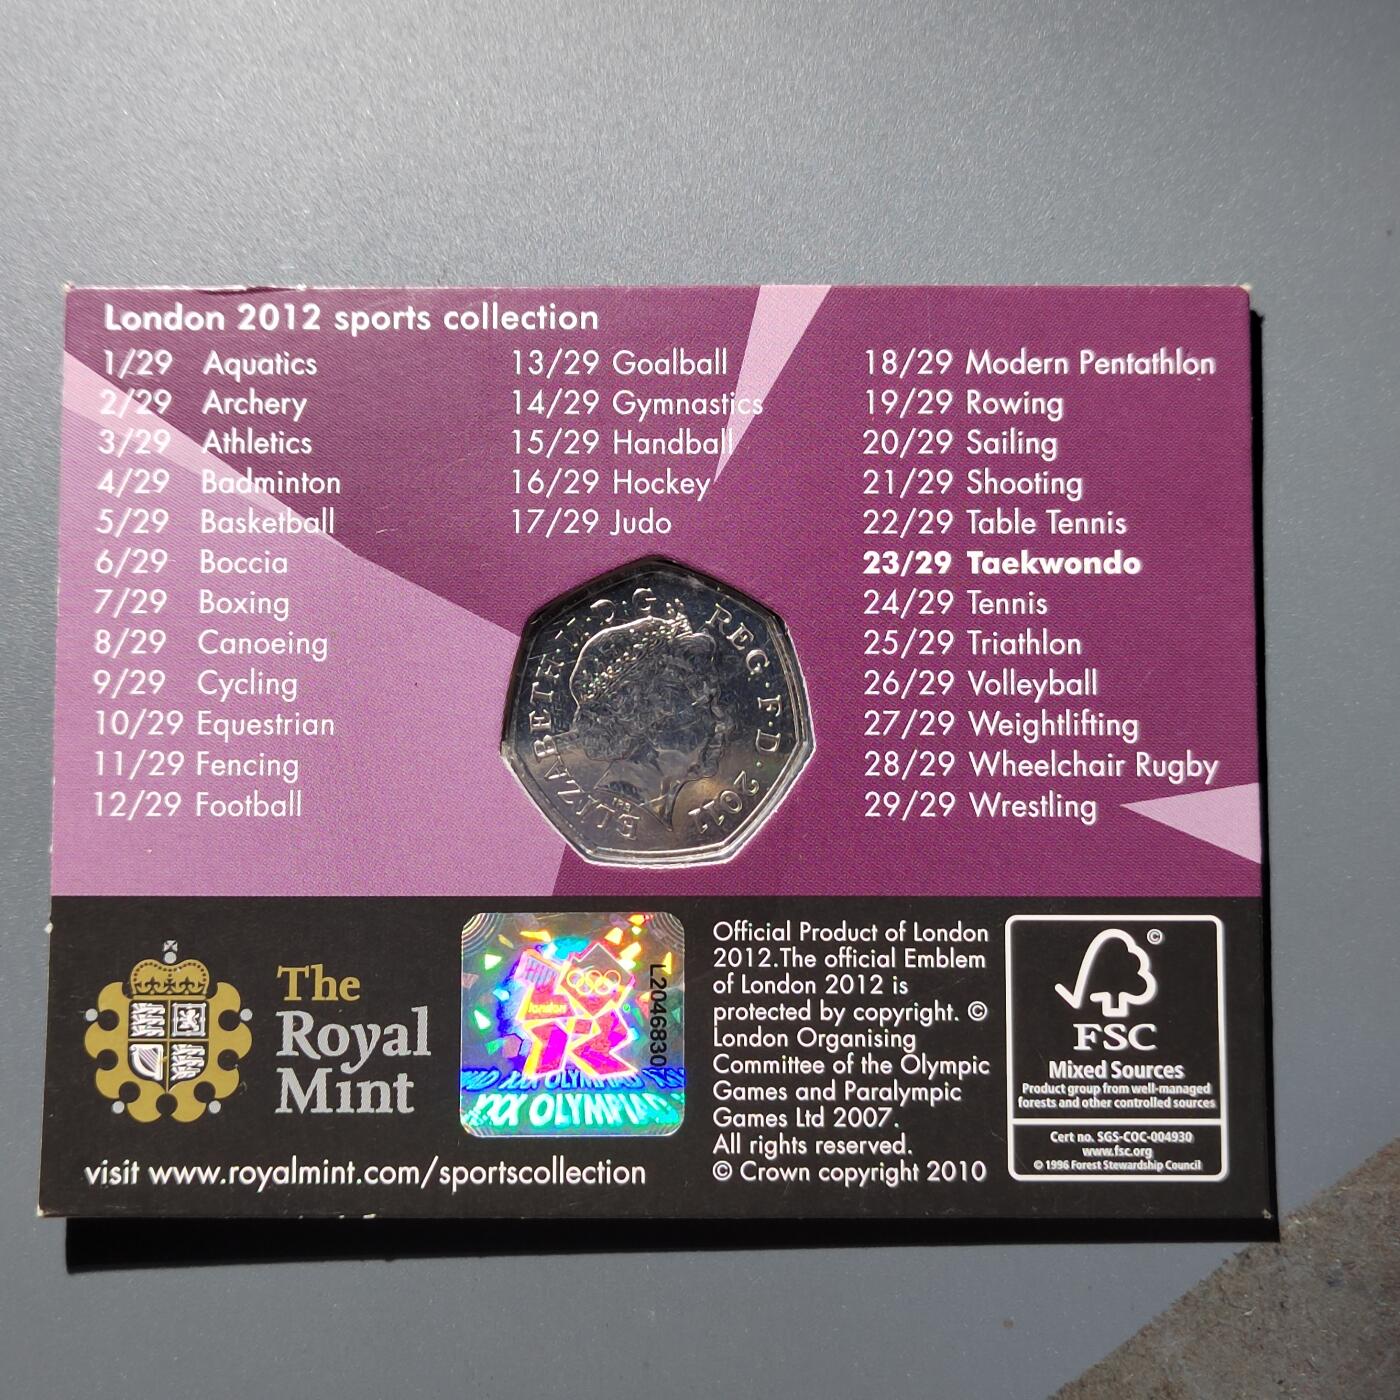 London 2012 sports collection
1/29 Aquatics
2/29 Archery
3/29 Athletics
4/29 Badminton
5/29 Basketball
6/29 Boccia
7/29 Boxing
8/29 Canoeing
9/29 Cycling
10/29 Equestrian
11/29 Fencing
12/29 Football
13/29 Goalball
14/29 Gymnastics
15/29 Handball
16/29 Hockey
17/29 Judo
18/29 Modern Pentathlon
19/29 Rowing
20/29 Sailing
21/29 Shooting
22/29 Table Tennis
23/29 Taekwondo
24/29 Tennis
25/29 Triathlon
26/29 Volleyball
27/29 Weightlifting
28/29 Wheelchair Rugby
29/29 Wrestling
ELIZABETH·II·D·G REG·F·D·2011
The
Royal
Mint
visit www.royalmint.com/sportscollection
london
L2046830
XXX OLYMPIAD
XXX OLYMPIAD
Official Product of London
2012.The official Emblem
of London 2012 is
protected by copyright. ©
London Organising
Committee of the Olympic
Games and Paralympic
Games Ltd 2007.
All rights reserved.
© Crown copyright 2010
©
FSC
Mixed Sources
Product group from well-managed
forests and other controlled sources
Cert no. SGS-COC-004930
www.fsc.org
© 1996 Forest Stewardship Council